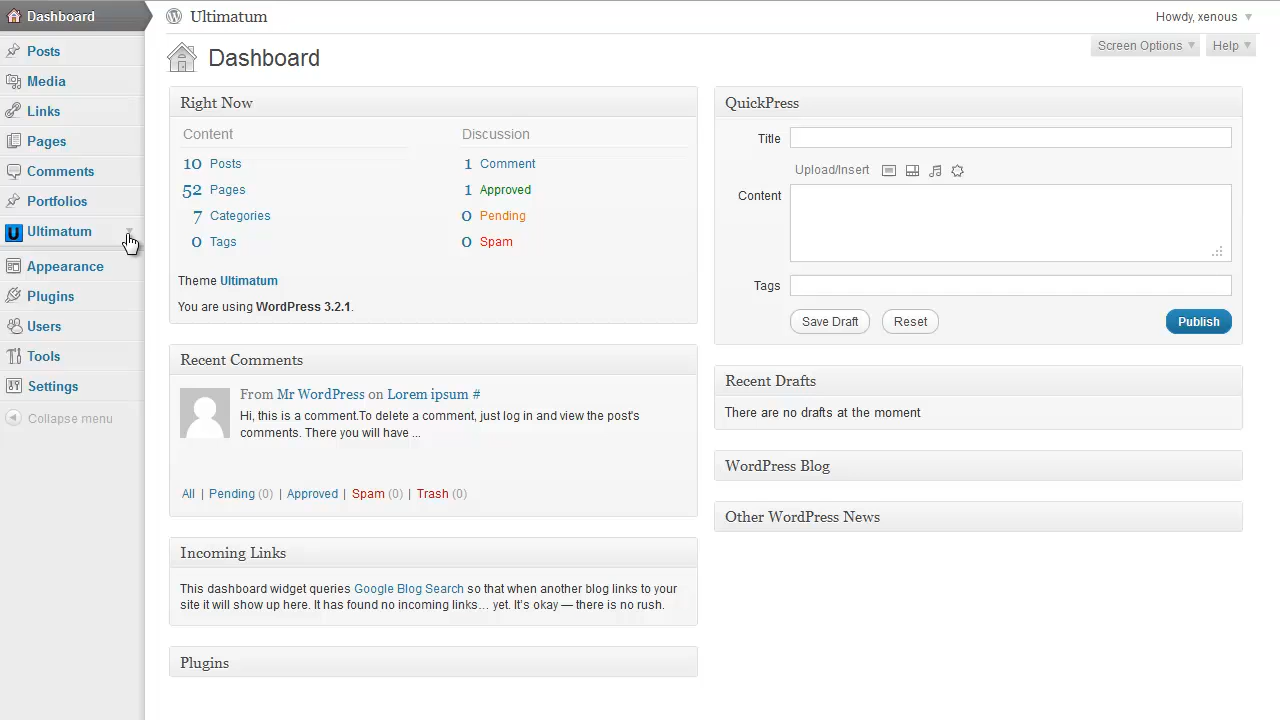 Dashboard
Posts
Media
Links
Pages
Comments
Portfolios
Ultimatum
Appearance
Plugins
Users
Tools
Settings
Collapse menu
Ultimatum
Howdy, xenous
Dashboard
Screen Options
Help
Right Now
Content
10 Posts
52 Pages
7 Categories
0 Tags
Discussion
1 Comment
1 Approved
0 Pending
0 Spam
Theme Ultimatum
You are using WordPress 3.2.1.
Recent Comments
From Mr WordPress on Lorem ipsum #
Hi, this is a comment.To delete a comment, just log in and view the post's
comments. There you will have ...
All | Pending (0) | Approved | Spam (0) | Trash (0)
Incoming Links
This dashboard widget queries Google Blog Search so that when another blog links to your
site it will show up here. It has found no incoming links… yet. It's okay — there is no rush.
Plugins
QuickPress
Title
Upload/Insert
Content
Tags
Save Draft
Reset
Publish
Recent Drafts
There are no drafts at the moment
WordPress Blog
Other WordPress News